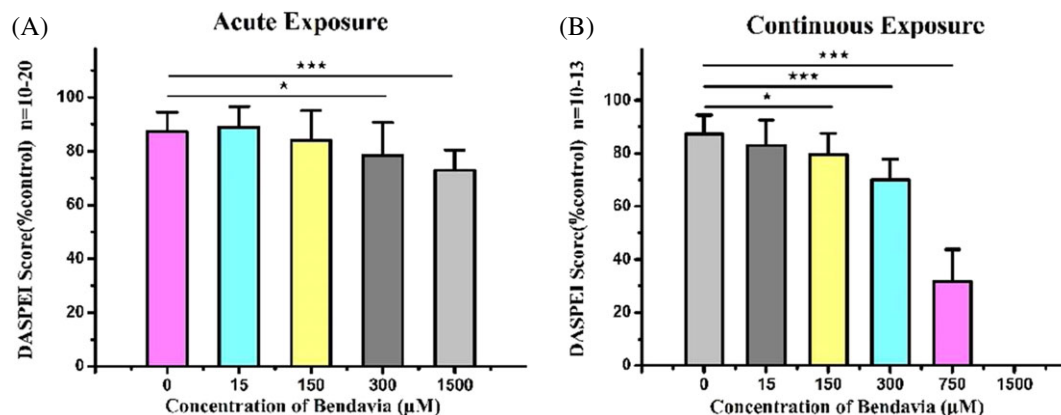 (A)
Acute Exposure
DASPEI Score(%control) n=10-20
100
80
60
40
20
0
***
*
0 15 150 300 1500
Concentration of Bendavia (µM)
(B)
Continuous Exposure
DASPEI Score(%control) n=10-13
100
80
60
40
20
0
***
***
*
0 15 150 300 750 1500
Concentration of Bendavia (µM)